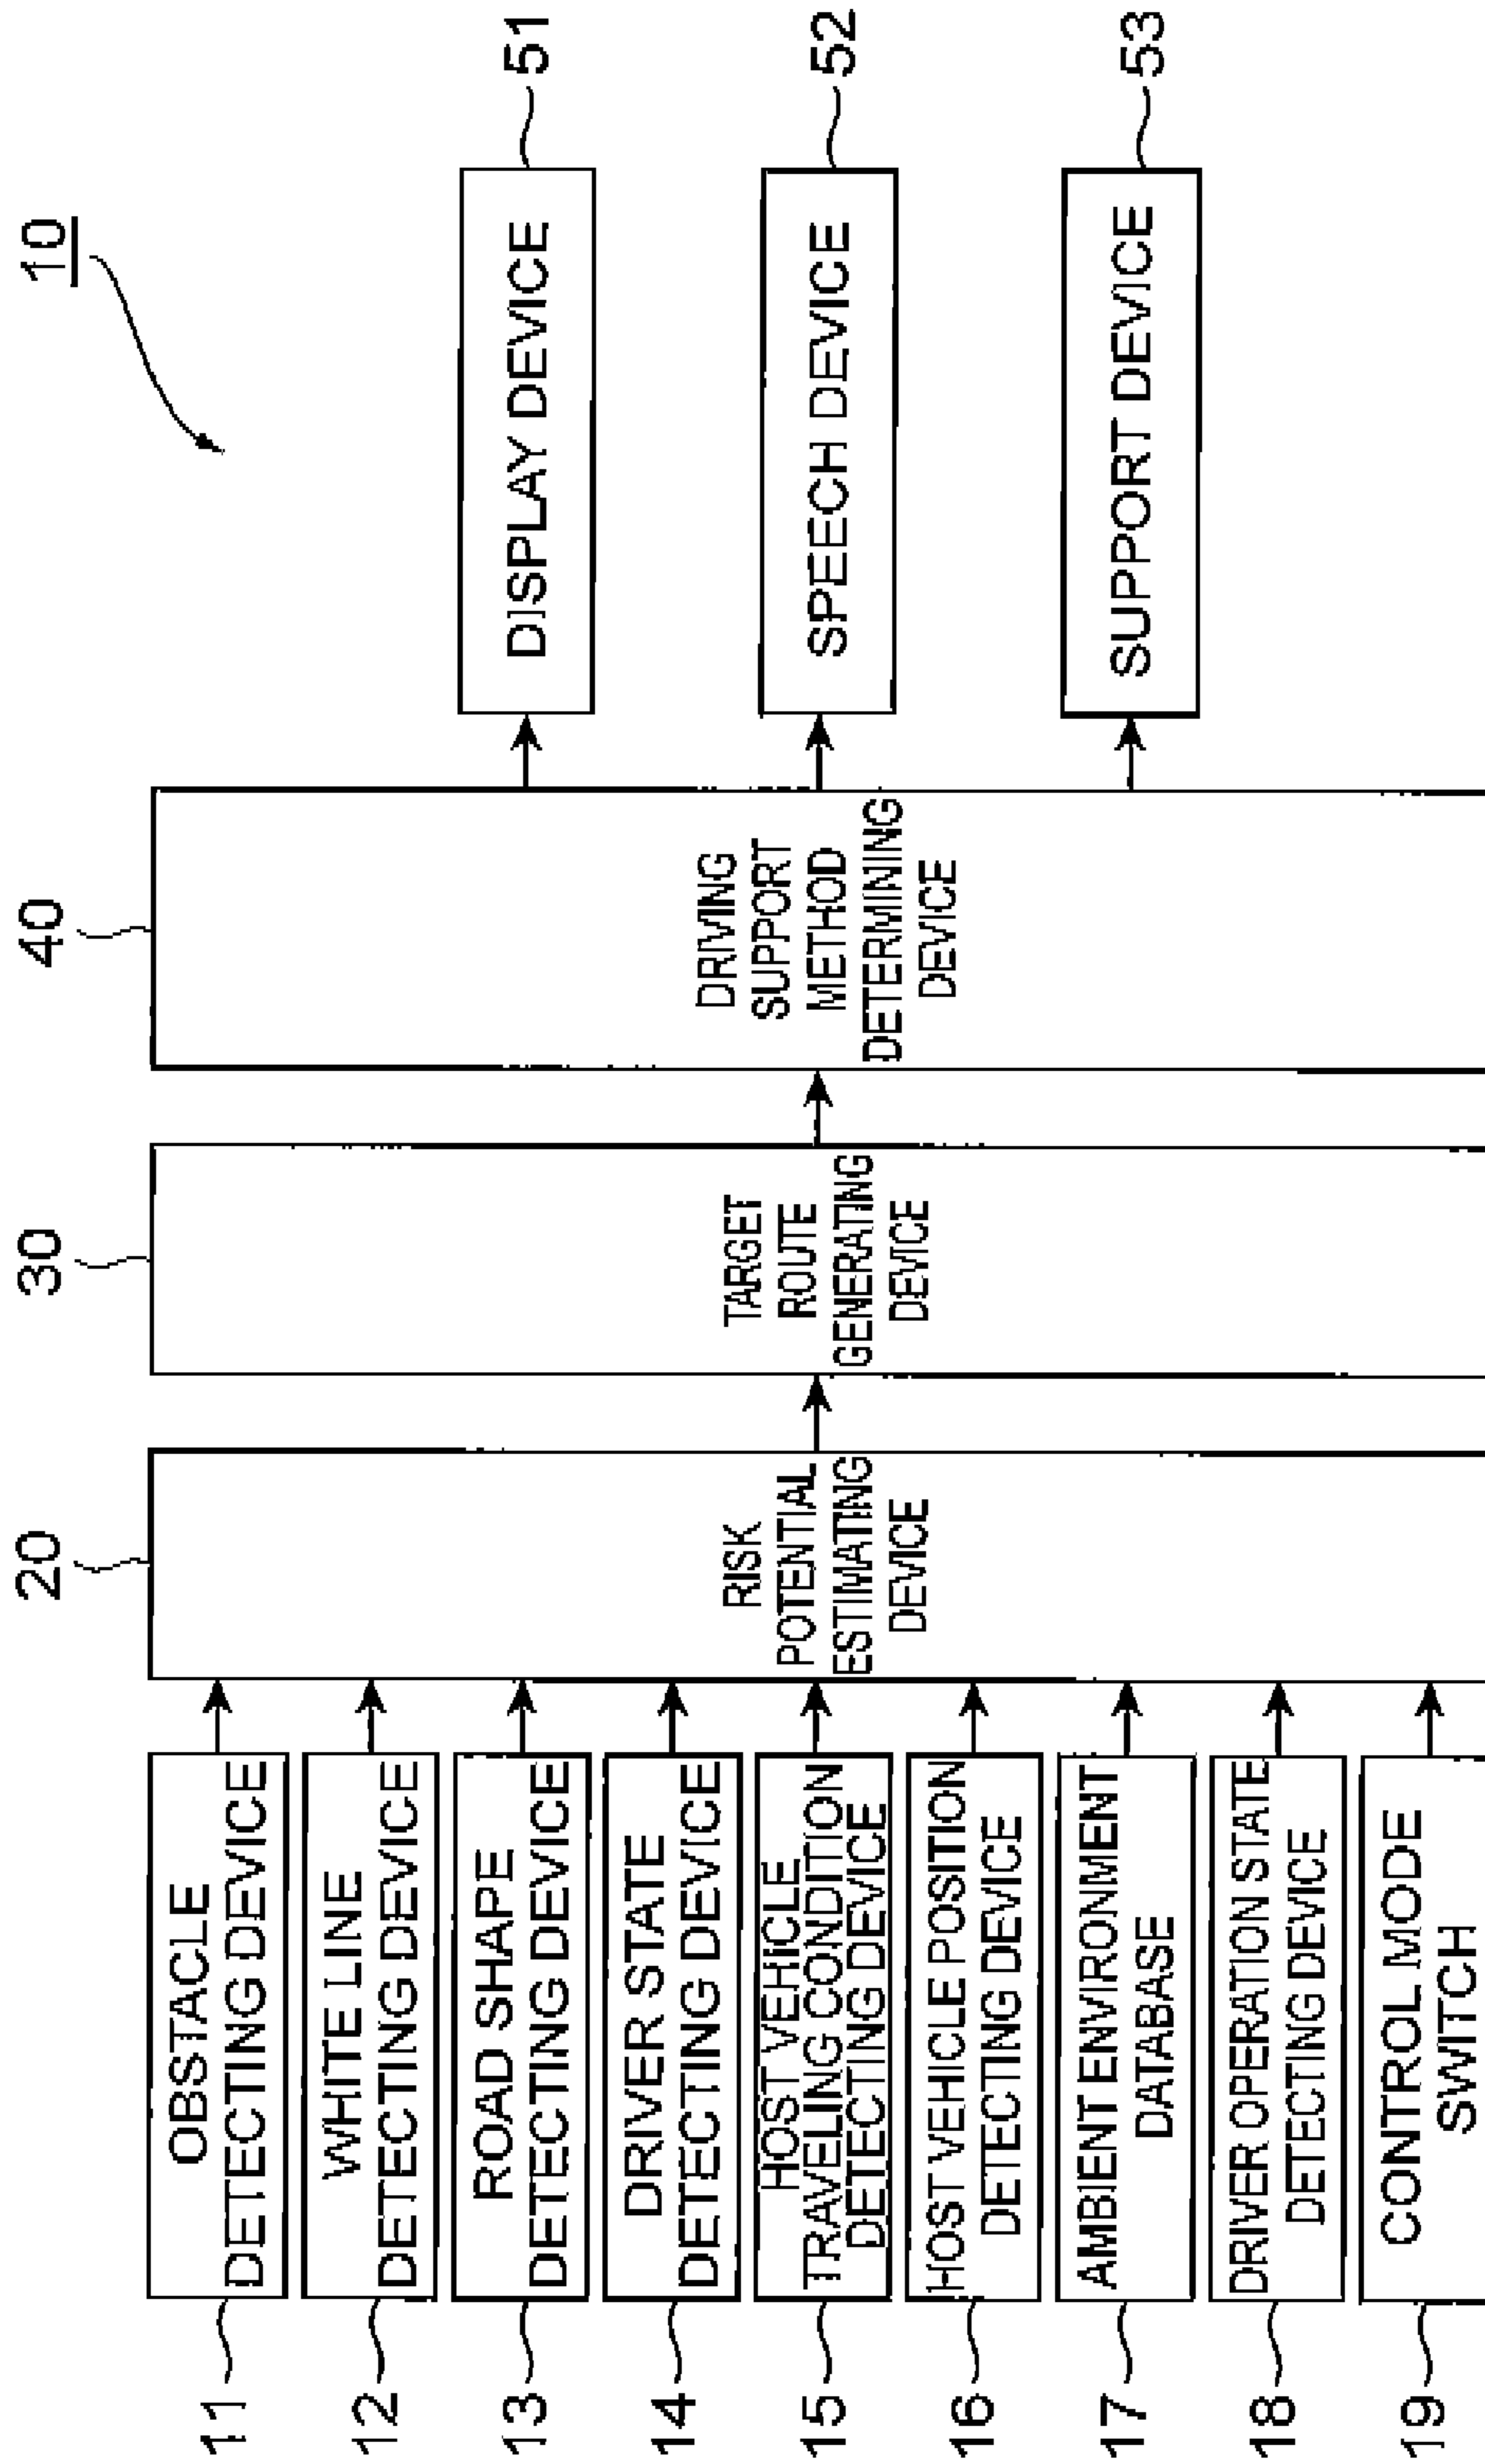 10
11
OBSTACLE
DETECTING DEVICE
12
WHITE LINE
DETECTING DEVICE
13
ROAD SHAPE
DETECTING DEVICE
14
DRIVER STATE
DETECTING DEVICE
15
HOST VEHICLE
TRAVELING CONDITION
DETECTING DEVICE
16
HOST VEHICLE POSITION
DETECTING DEVICE
17
AMBIENT ENVIRONMENT
DATABASE
18
DRIVER OPERATION STATE
DETECTING DEVICE
19
CONTROL MODE
SWITCH
20
RISK
POTENTIAL
ESTIMATING
DEVICE
30
TARGET
ROUTE
GENERATING
DEVICE
40
DRIVING
SUPPORT
METHOD
DETERMINING
DEVICE
DISPLAY DEVICE
51
SPEECH DEVICE
52
SUPPORT DEVICE
53